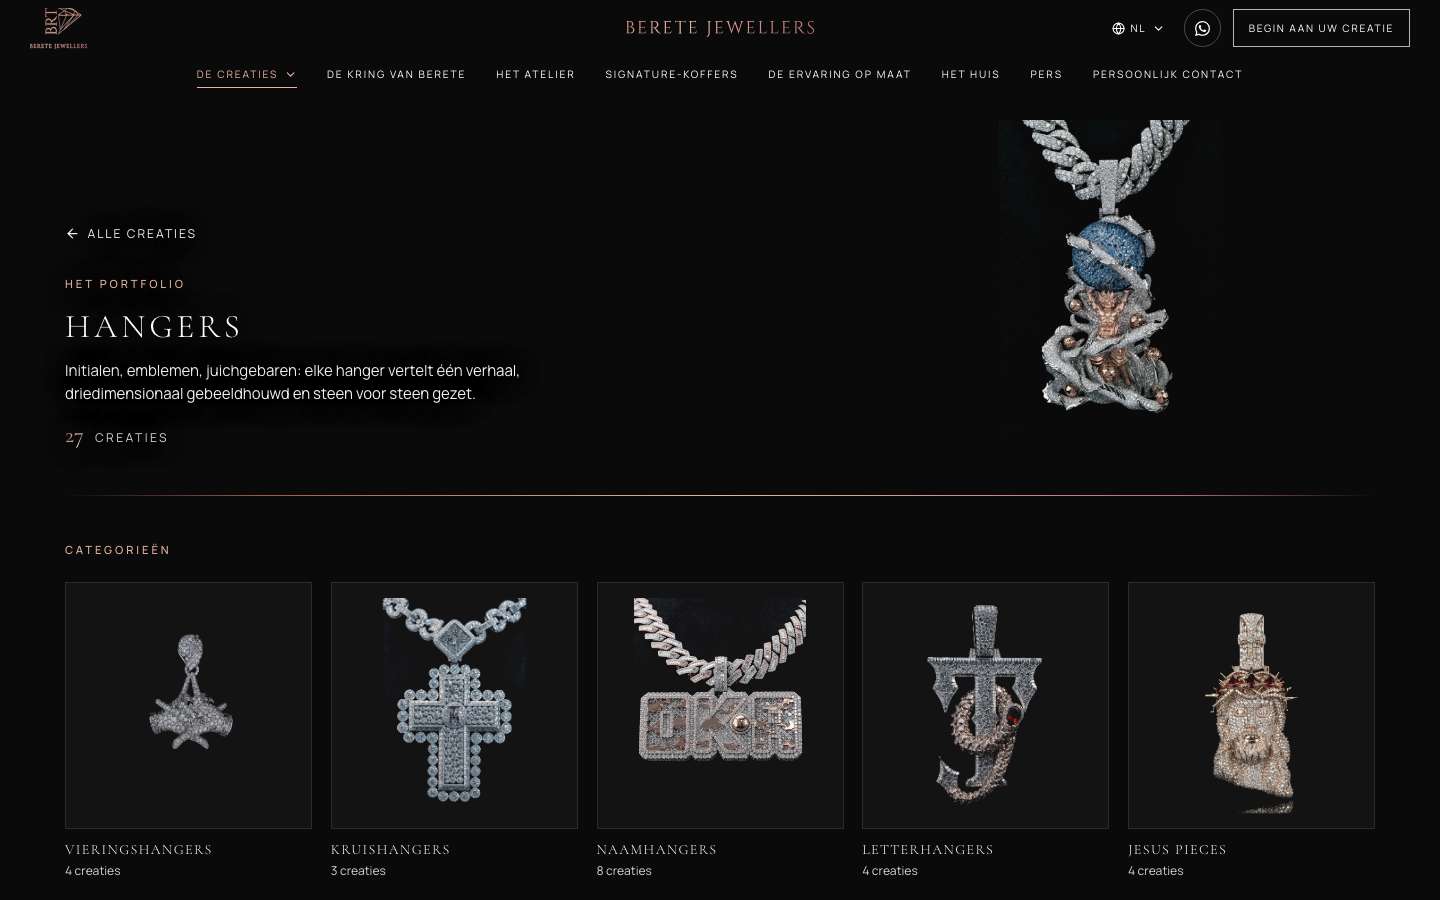 BRT
BERETE JEWELLERS
BERETE JEWELLERS
NL
BEGIN AAN UW CREATIE
DE CREATIES
DE KRING VAN BERETE
HET ATELIER
SIGNATURE-KOFFERS
DE ERVARING OP MAAT
HET HUIS
PERS
PERSOONLIJK CONTACT
ALLE CREATIES
HET PORTFOLIO
HANGERS
Initialen, emblemen, juichgebaren: elke hanger vertelt één verhaal,
driedimensionaal gebeeldhouwd en steen voor steen gezet.
27 CREATIES
CATEGORIEËN
VIERINGSHANGERS
4 creaties
KRUISHANGERS
3 creaties
NAAMHANGERS
8 creaties
LETTERHANGERS
4 creaties
JESUS PIECES
4 creaties